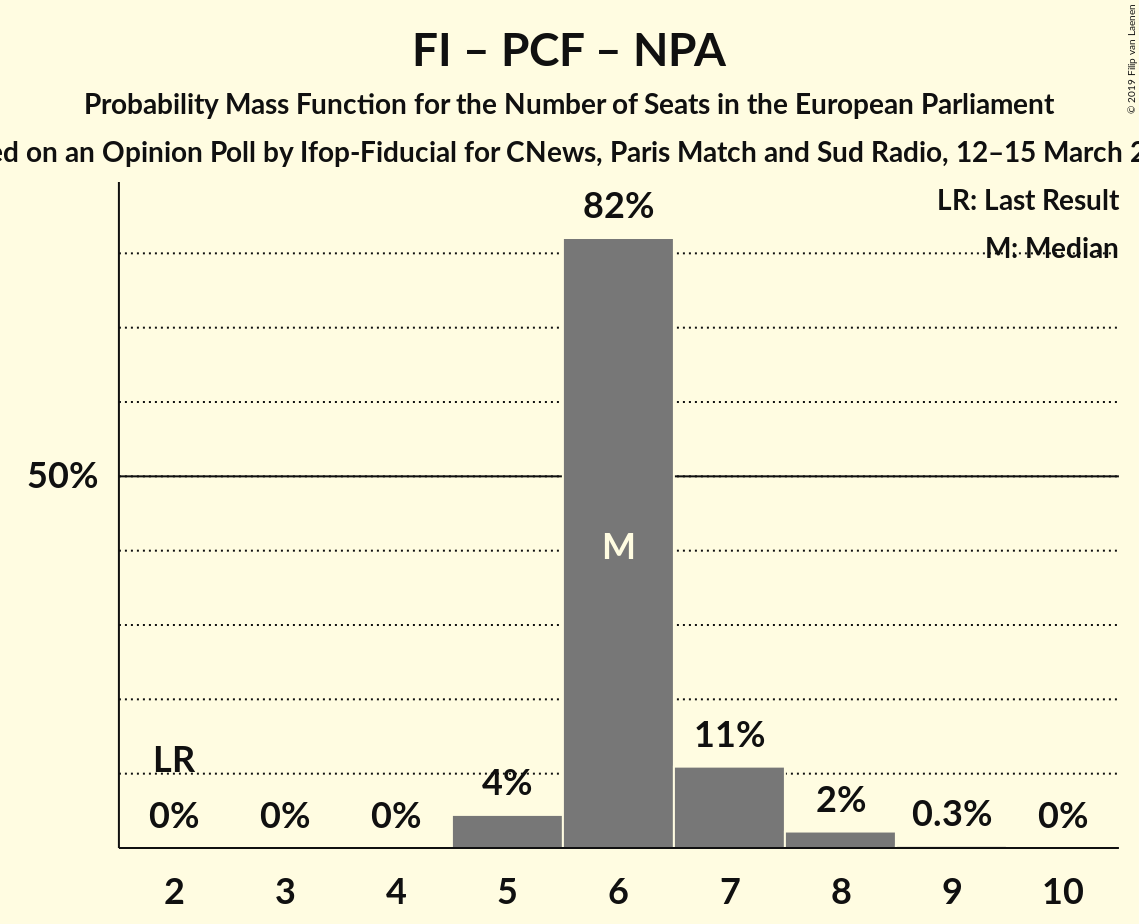 FI – PCF – NPA
Probability Mass Function for the Number of Seats in the European Parliament
on an Opinion Poll by Ifop-Fiducial for CNews, Paris Match and Sud Radio, 12–15 March
© 2019 Filip van Laenen
LR: Last Result
M: Median
82%
50%
M
11%
LR
4%
2%
0% 0% 0% 0.3% 0%
2 3 4 5 6 7 8 9 10